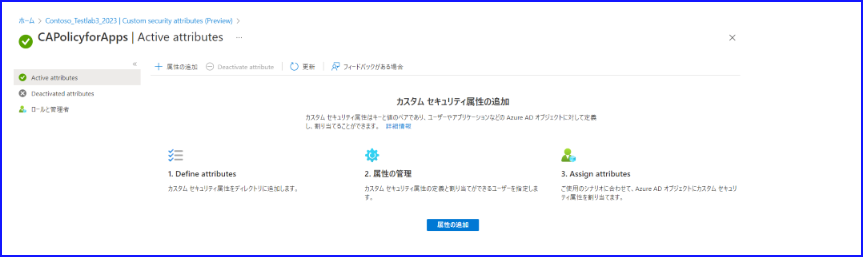 ホーム > Contoso_Testlab3_2023 | Custom security attributes (Preview) >
CAPolicyforApps | Active attributes ...
+ 属性の追加 Deactivate attribute 更新 フィードバックがある場合
Active attributes
Deactivated attributes
ロールと管理者
カスタム セキュリティ属性の追加
カスタム セキュリティ属性はキーと値のペアであり、ユーザーやアプリケーションなどの Azure AD オブジェクトに対して定義
し、割り当てることができます。 詳細情報
1. Define attributes
カスタム セキュリティ属性をディレクトリに追加します。
2. 属性の管理
カスタム セキュリティ属性の定義と割り当てができるユーザーを指定しま
す。
3. Assign attributes
ご使用のシナリオに合わせて、Azure AD オブジェクトにカスタム セキュリ
ティ属性を割り当てます。
属性の追加